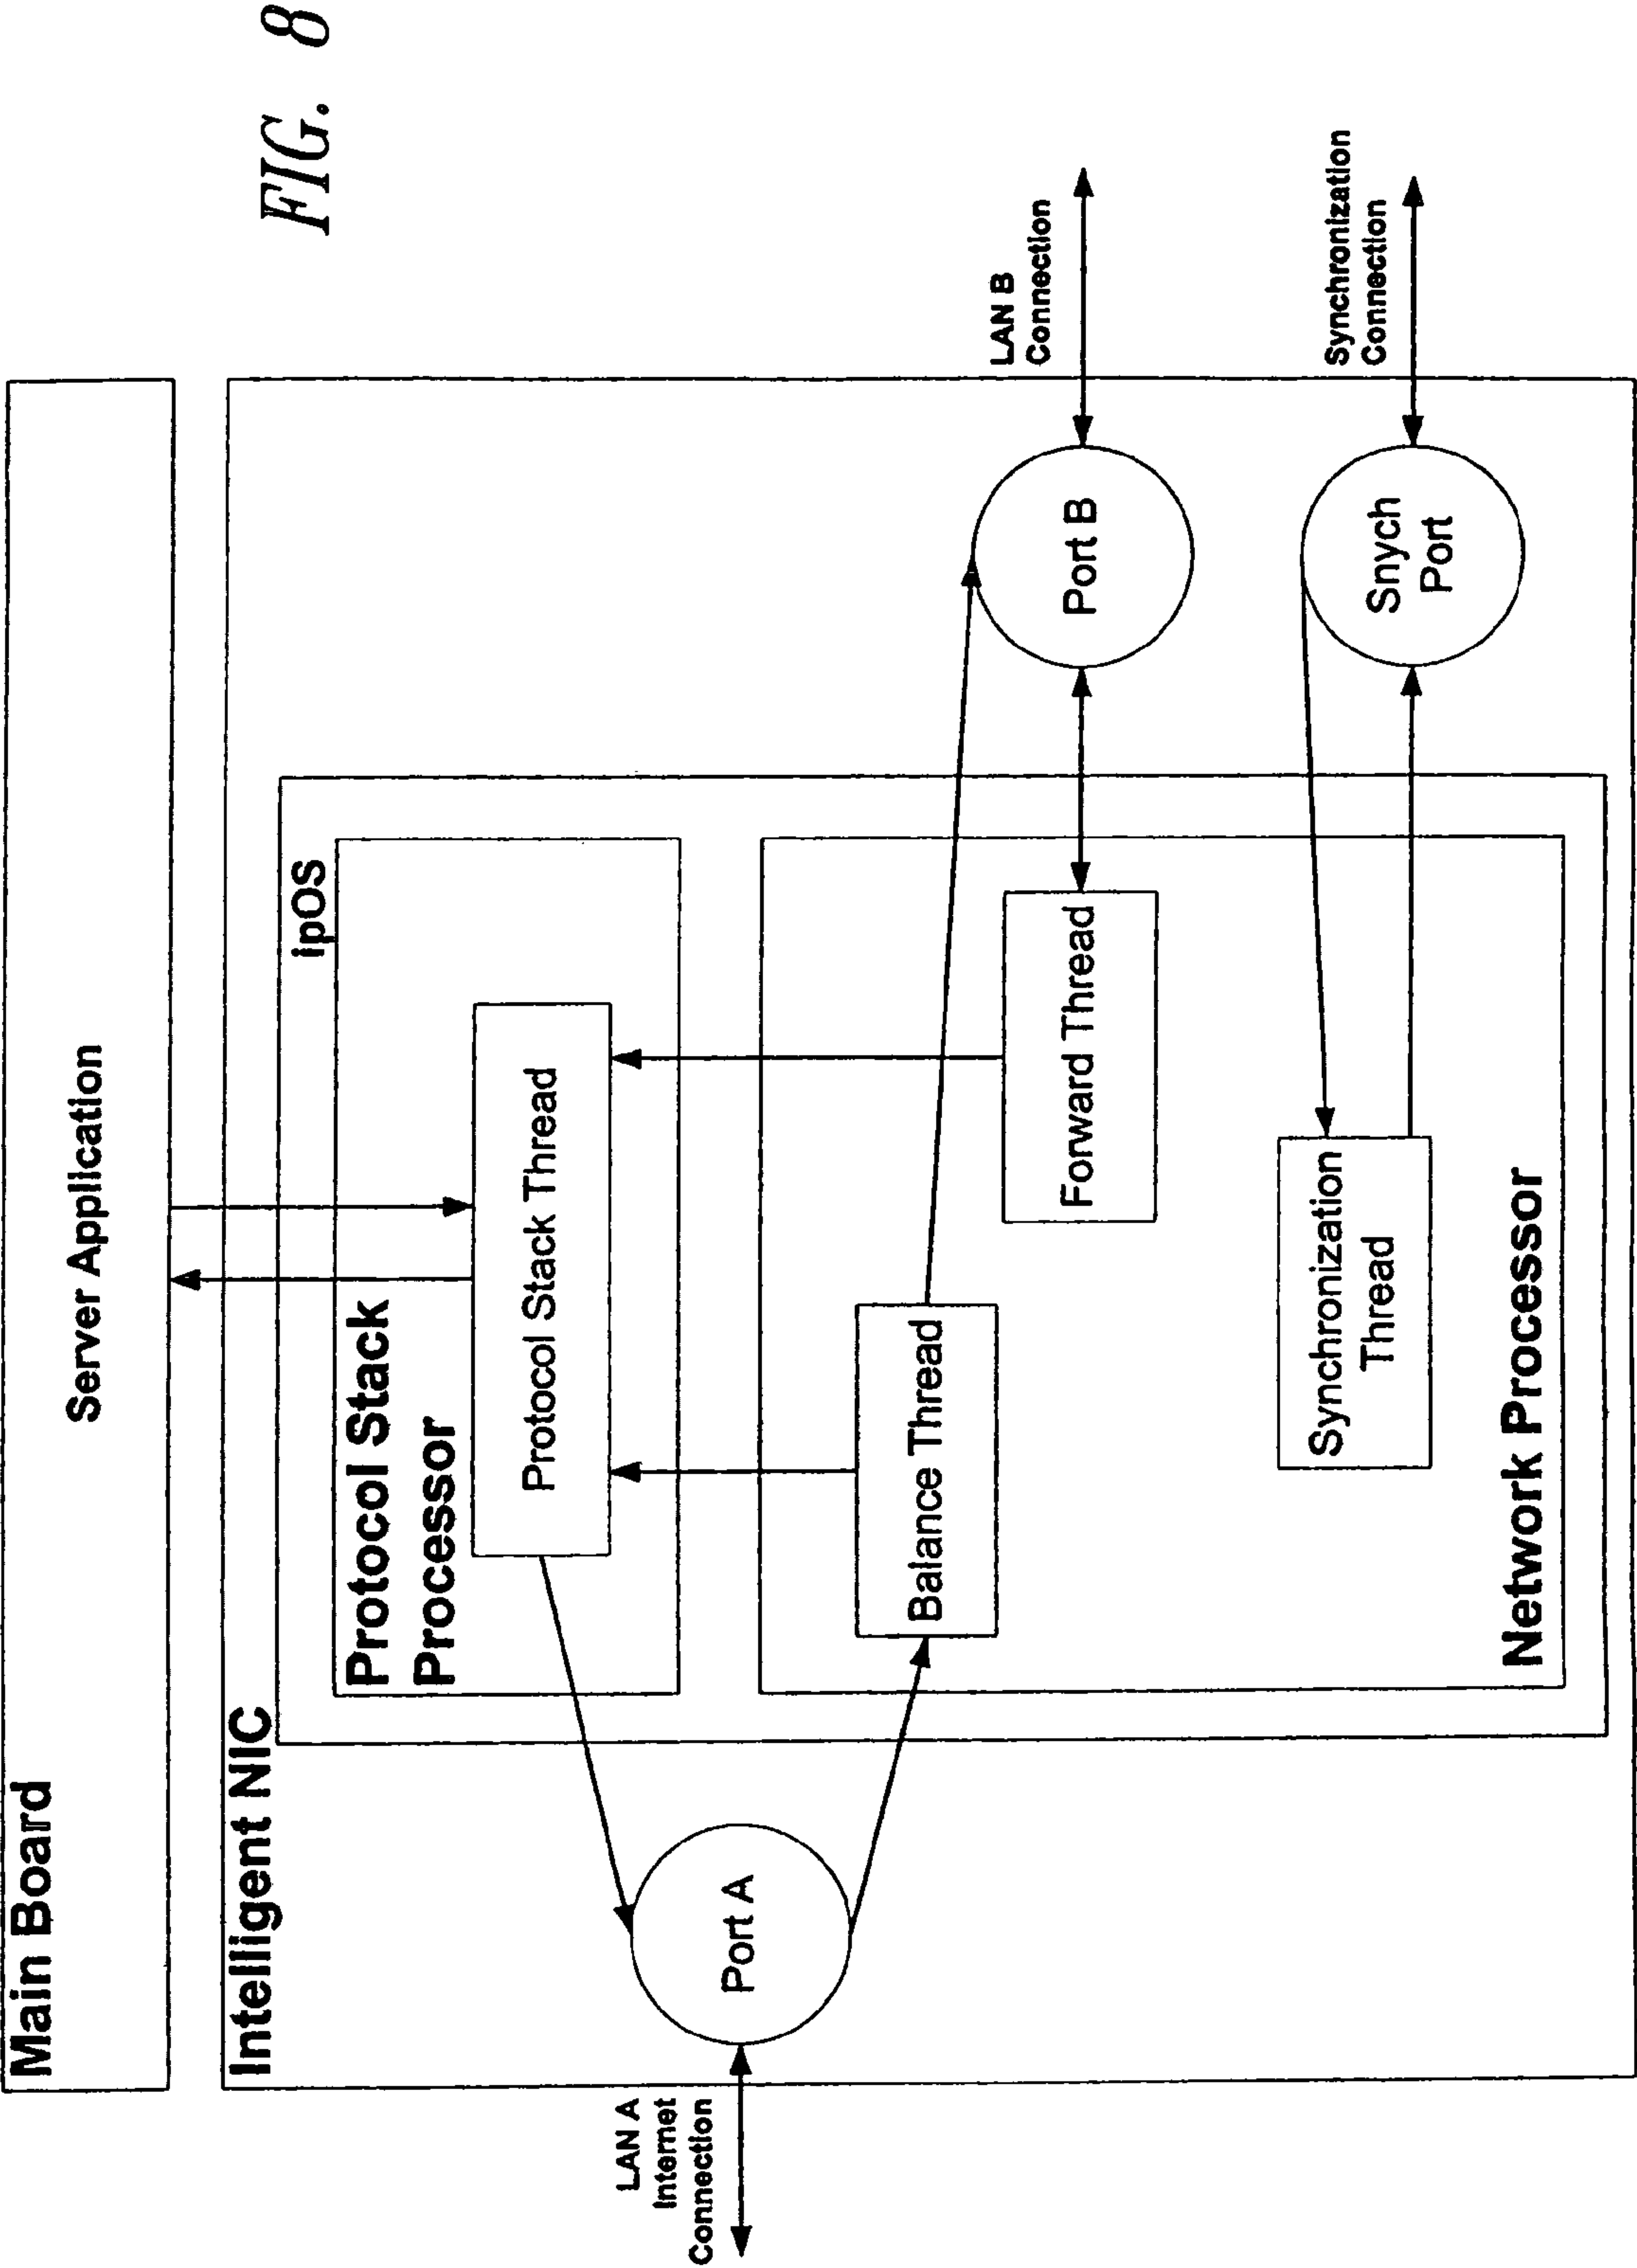 FIG. 8
Main Board
Server Application
Intelligent NIC
ipOS
Protocol Stack
Processor
Protocol Stack Thread
LAN A
Internet
Connection
Port A
Balance Thread
Forward Thread
Port B
LAN B
Connection
Synchronization
Thread
Snych
Port
Synchronization
Connection
Network Processor